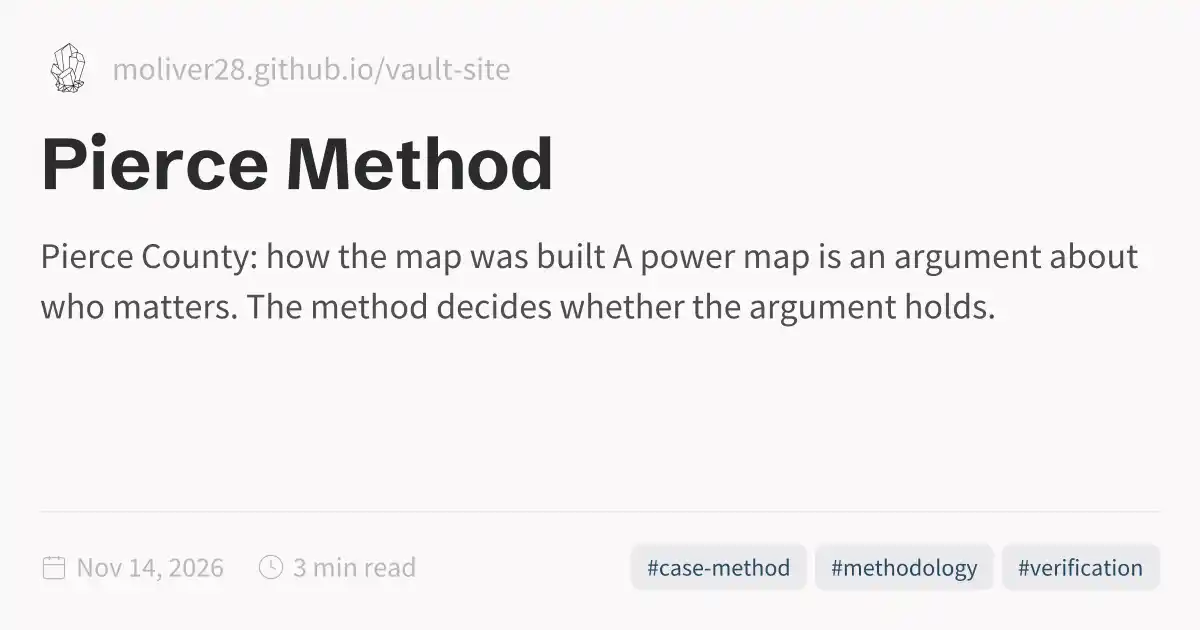 moliver28.github.io/vault-site
Pierce Method
Pierce County: how the map was built A power map is an argument about
who matters. The method decides whether the argument holds.
Nov 14, 2026
3 min read
#case-method
#methodology
#verification